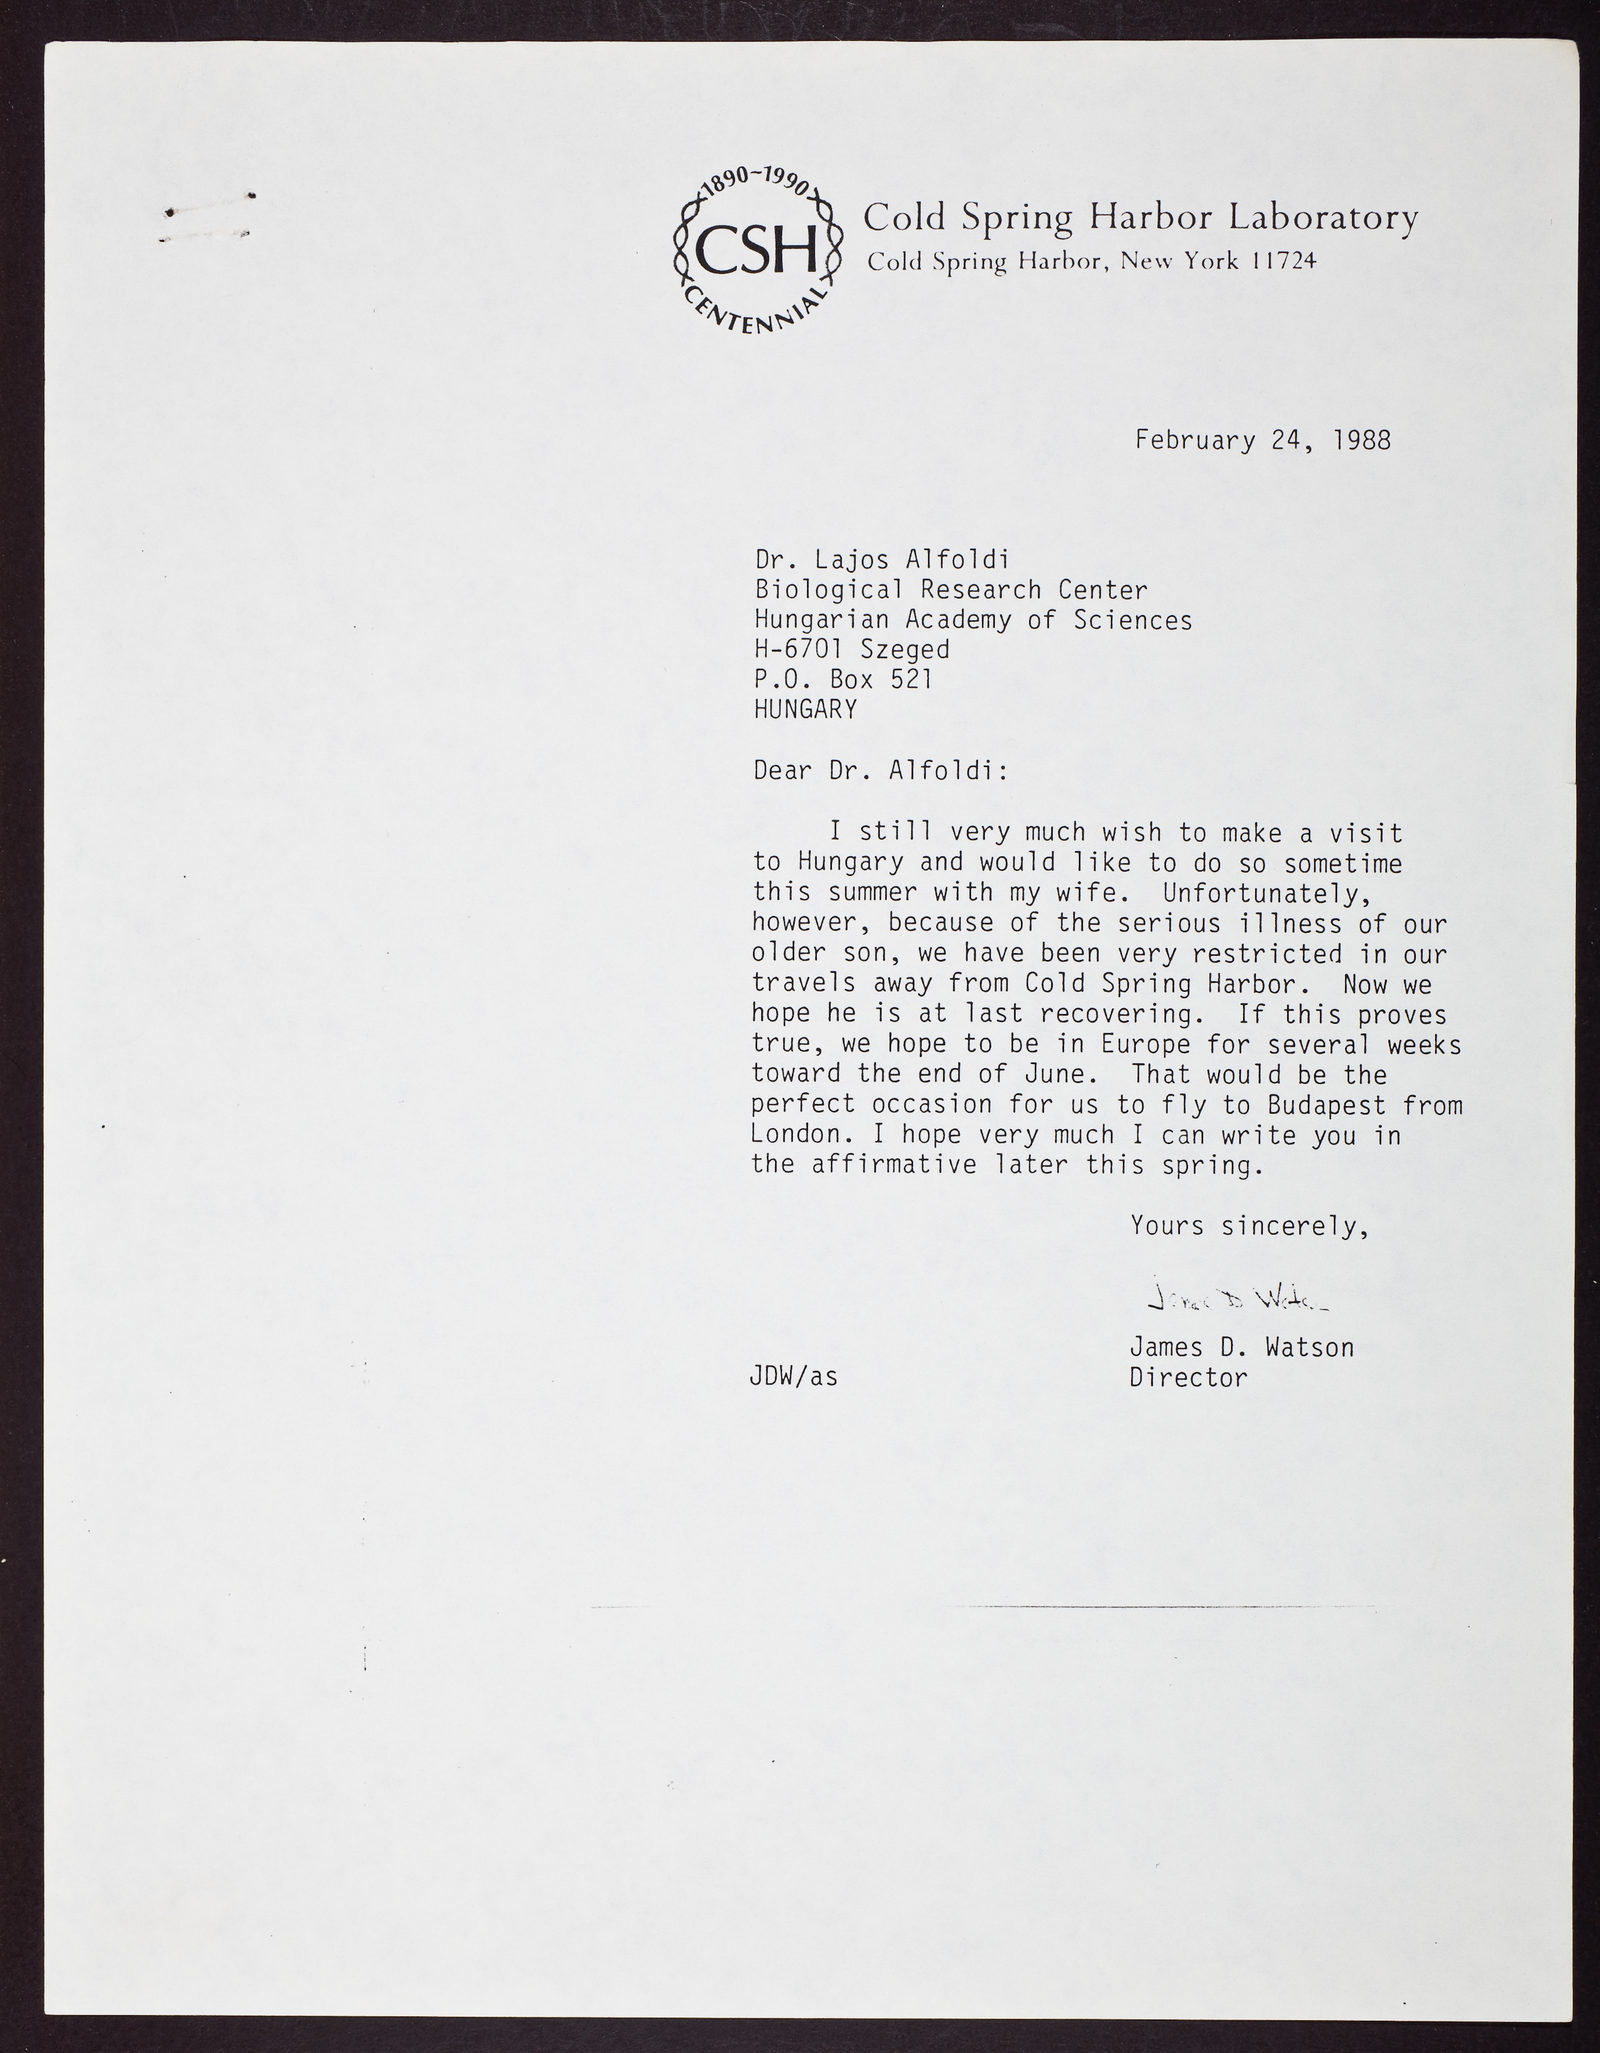 1890~1990
CSH
CENTENNIAL
Cold Spring Harbor Laboratory
Cold Spring Harbor, New York 11724
February 24, 1988
Dr. Lajos Alfoldi
Biological Research Center
Hungarian Academy of Sciences
H-6701 Szeged
P.O. Box 521
HUNGARY
Dear Dr. Alfoldi:
I still very much wish to make a visit
to Hungary and would like to do so sometime
this summer with my wife. Unfortunately,
however, because of the serious illness of our
older son, we have been very restricted in our
travels away from Cold Spring Harbor. Now we
hope he is at last recovering. If this proves
true, we hope to be in Europe for several weeks
toward the end of June. That would be the
perfect occasion for us to fly to Budapest from
London. I hope very much I can write you in
the affirmative later this spring.
Yours sincerely,
James D Watson
James D. Watson
JDW/as Director